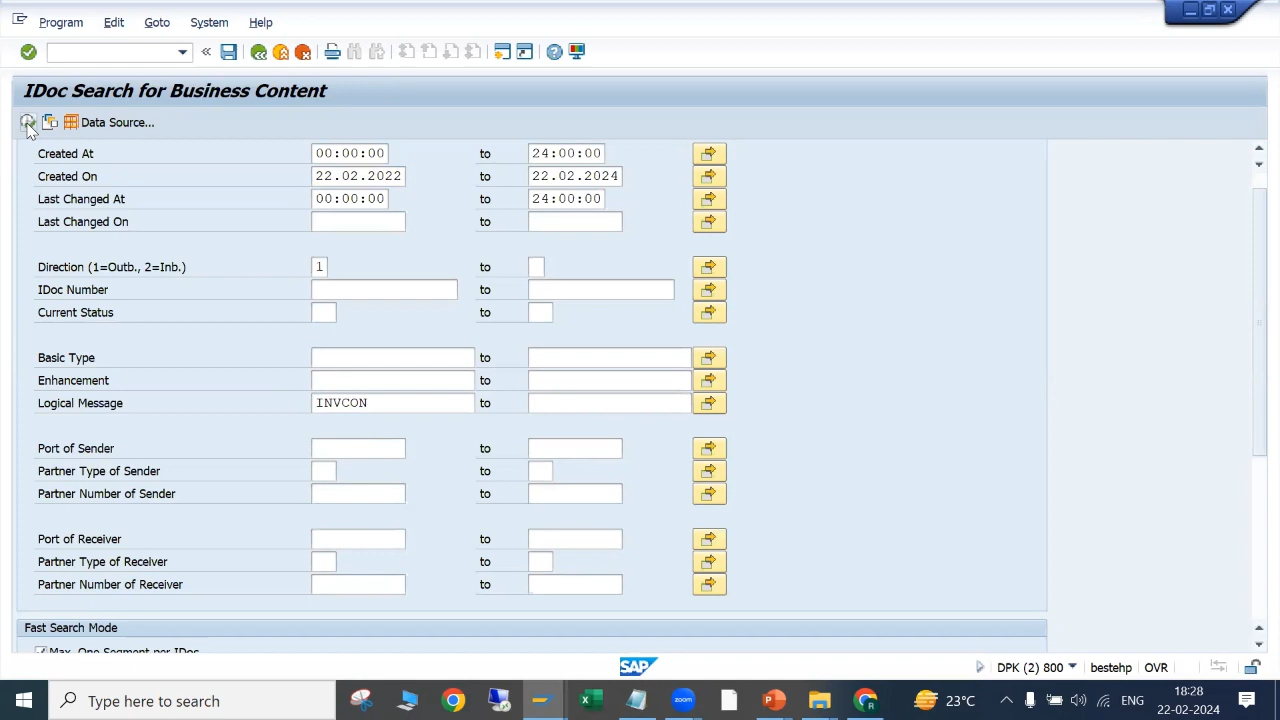 Program Edit Goto System Help
IDoc Search for Business Content
Data Source...
Created At 00:00:00 to 24:00:00
Created On 22.02.2022 to 22.02.2024
Last Changed At 00:00:00 to 24:00:00
Last Changed On to
Direction (1=Outb., 2=Inb.) 1 to
IDoc Number to
Current Status to
Basic Type to
Enhancement to
Logical Message INVCON to
Port of Sender to
Partner Type of Sender to
Partner Number of Sender to
Port of Receiver to
Partner Type of Receiver to
Partner Number of Receiver to
Fast Search Mode
Max. One Segment per IDoc
SAP DPK (2) 800 bestehp OVR
Type here to search zoom 23°C ENG 18:28
22-02-2024